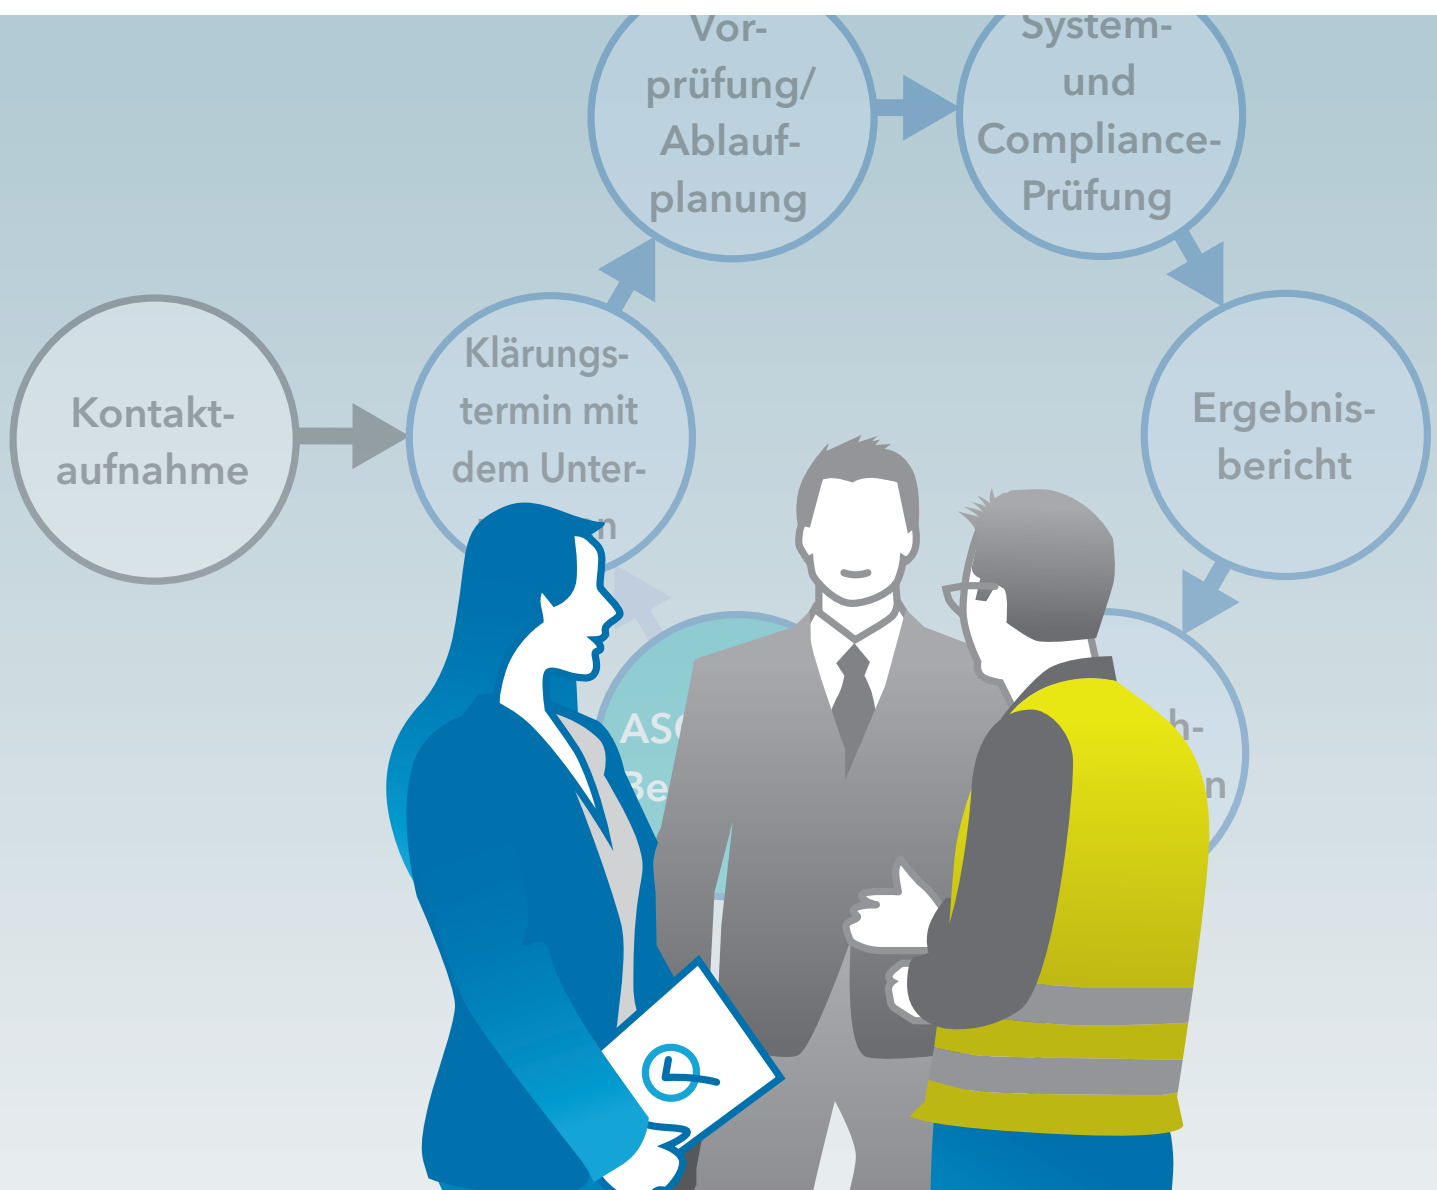 Vor-
prüfung/
Ablauf-
planung
System-
und
Compliance-
Prüfung
Kontakt-
aufnahme
Klärungs-
termin mit
dem Unter-
Ergebnis-
bericht